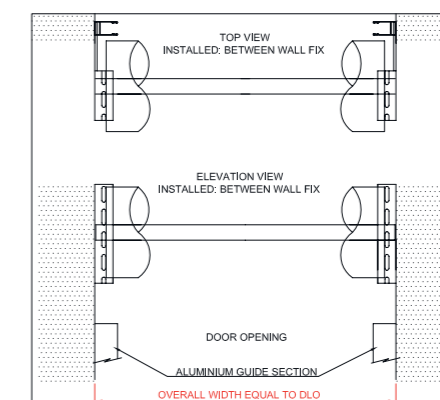 TOP VIEW
INSTALLED: BETWEEN WALL FIX
ELEVATION VIEW
INSTALLED: BETWEEN WALL FIX
DOOR OPENING
ALUMINIUM GUIDE SECTION
OVERALL WIDTH EQUAL TO DLO